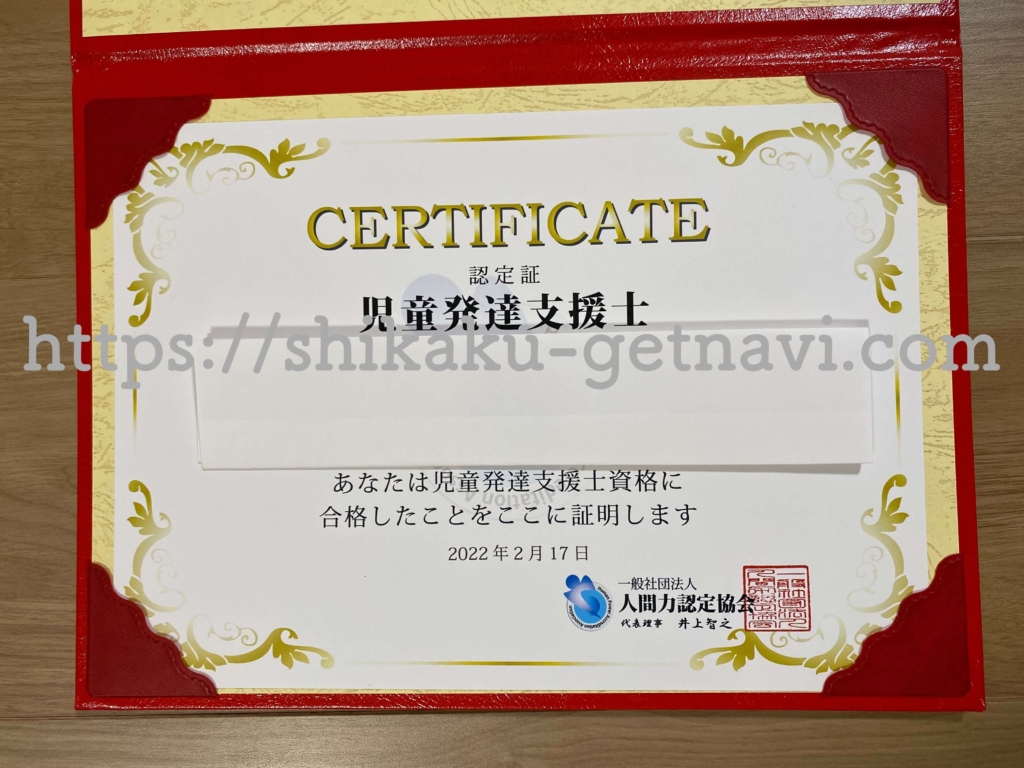 CERTIFICATE
認定証
児童発達支援士
https://shikaku-getnavi.com
あなたは児童発達支援士資格に
合格したことをここに証明します
2022年2月17日
一般社団法人
人間力認定協会
代表理事 井上智之